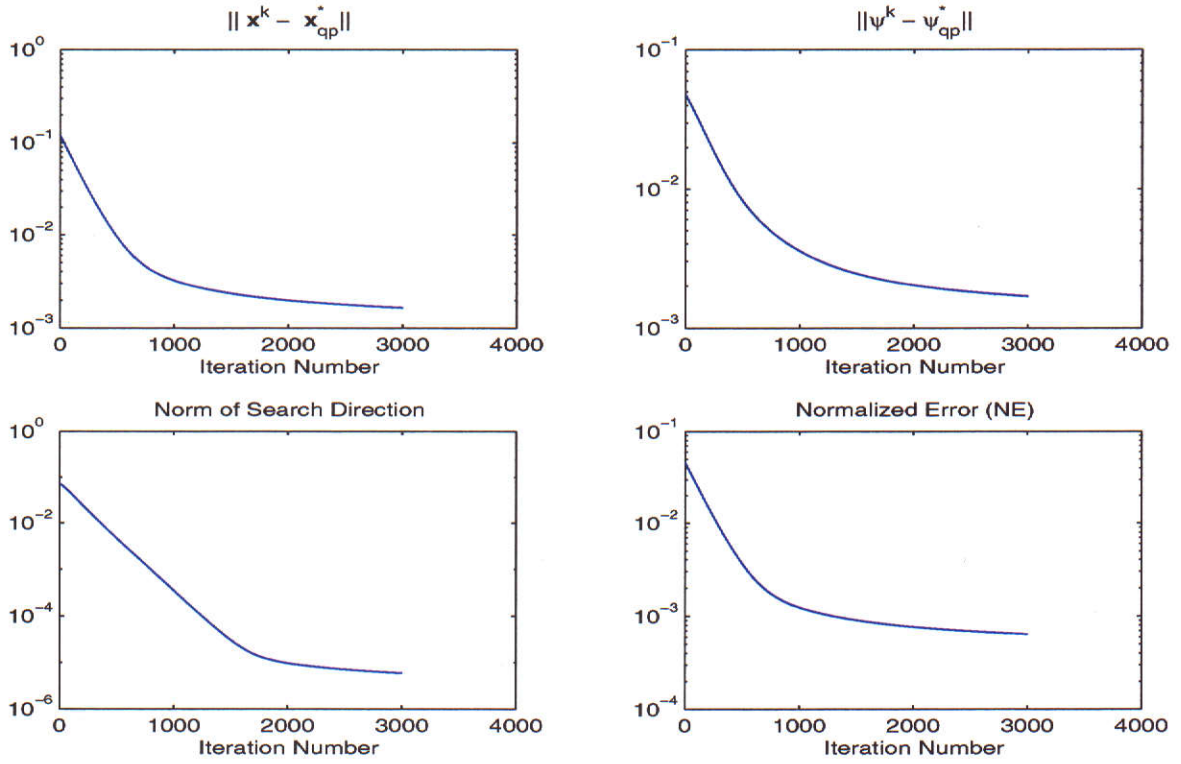 || x^k − x*_qp ||
10^0
10^-1
10^-2
10^-3
0 1000 2000 3000 4000
Iteration Number
||ψ^k − ψ*_qp||
10^-1
10^-2
10^-3
0 1000 2000 3000 4000
Iteration Number
Norm of Search Direction
10^0
10^-2
10^-4
10^-6
0 1000 2000 3000 4000
Iteration Number
Normalized Error (NE)
10^-1
10^-2
10^-3
10^-4
0 1000 2000 3000 4000
Iteration Number